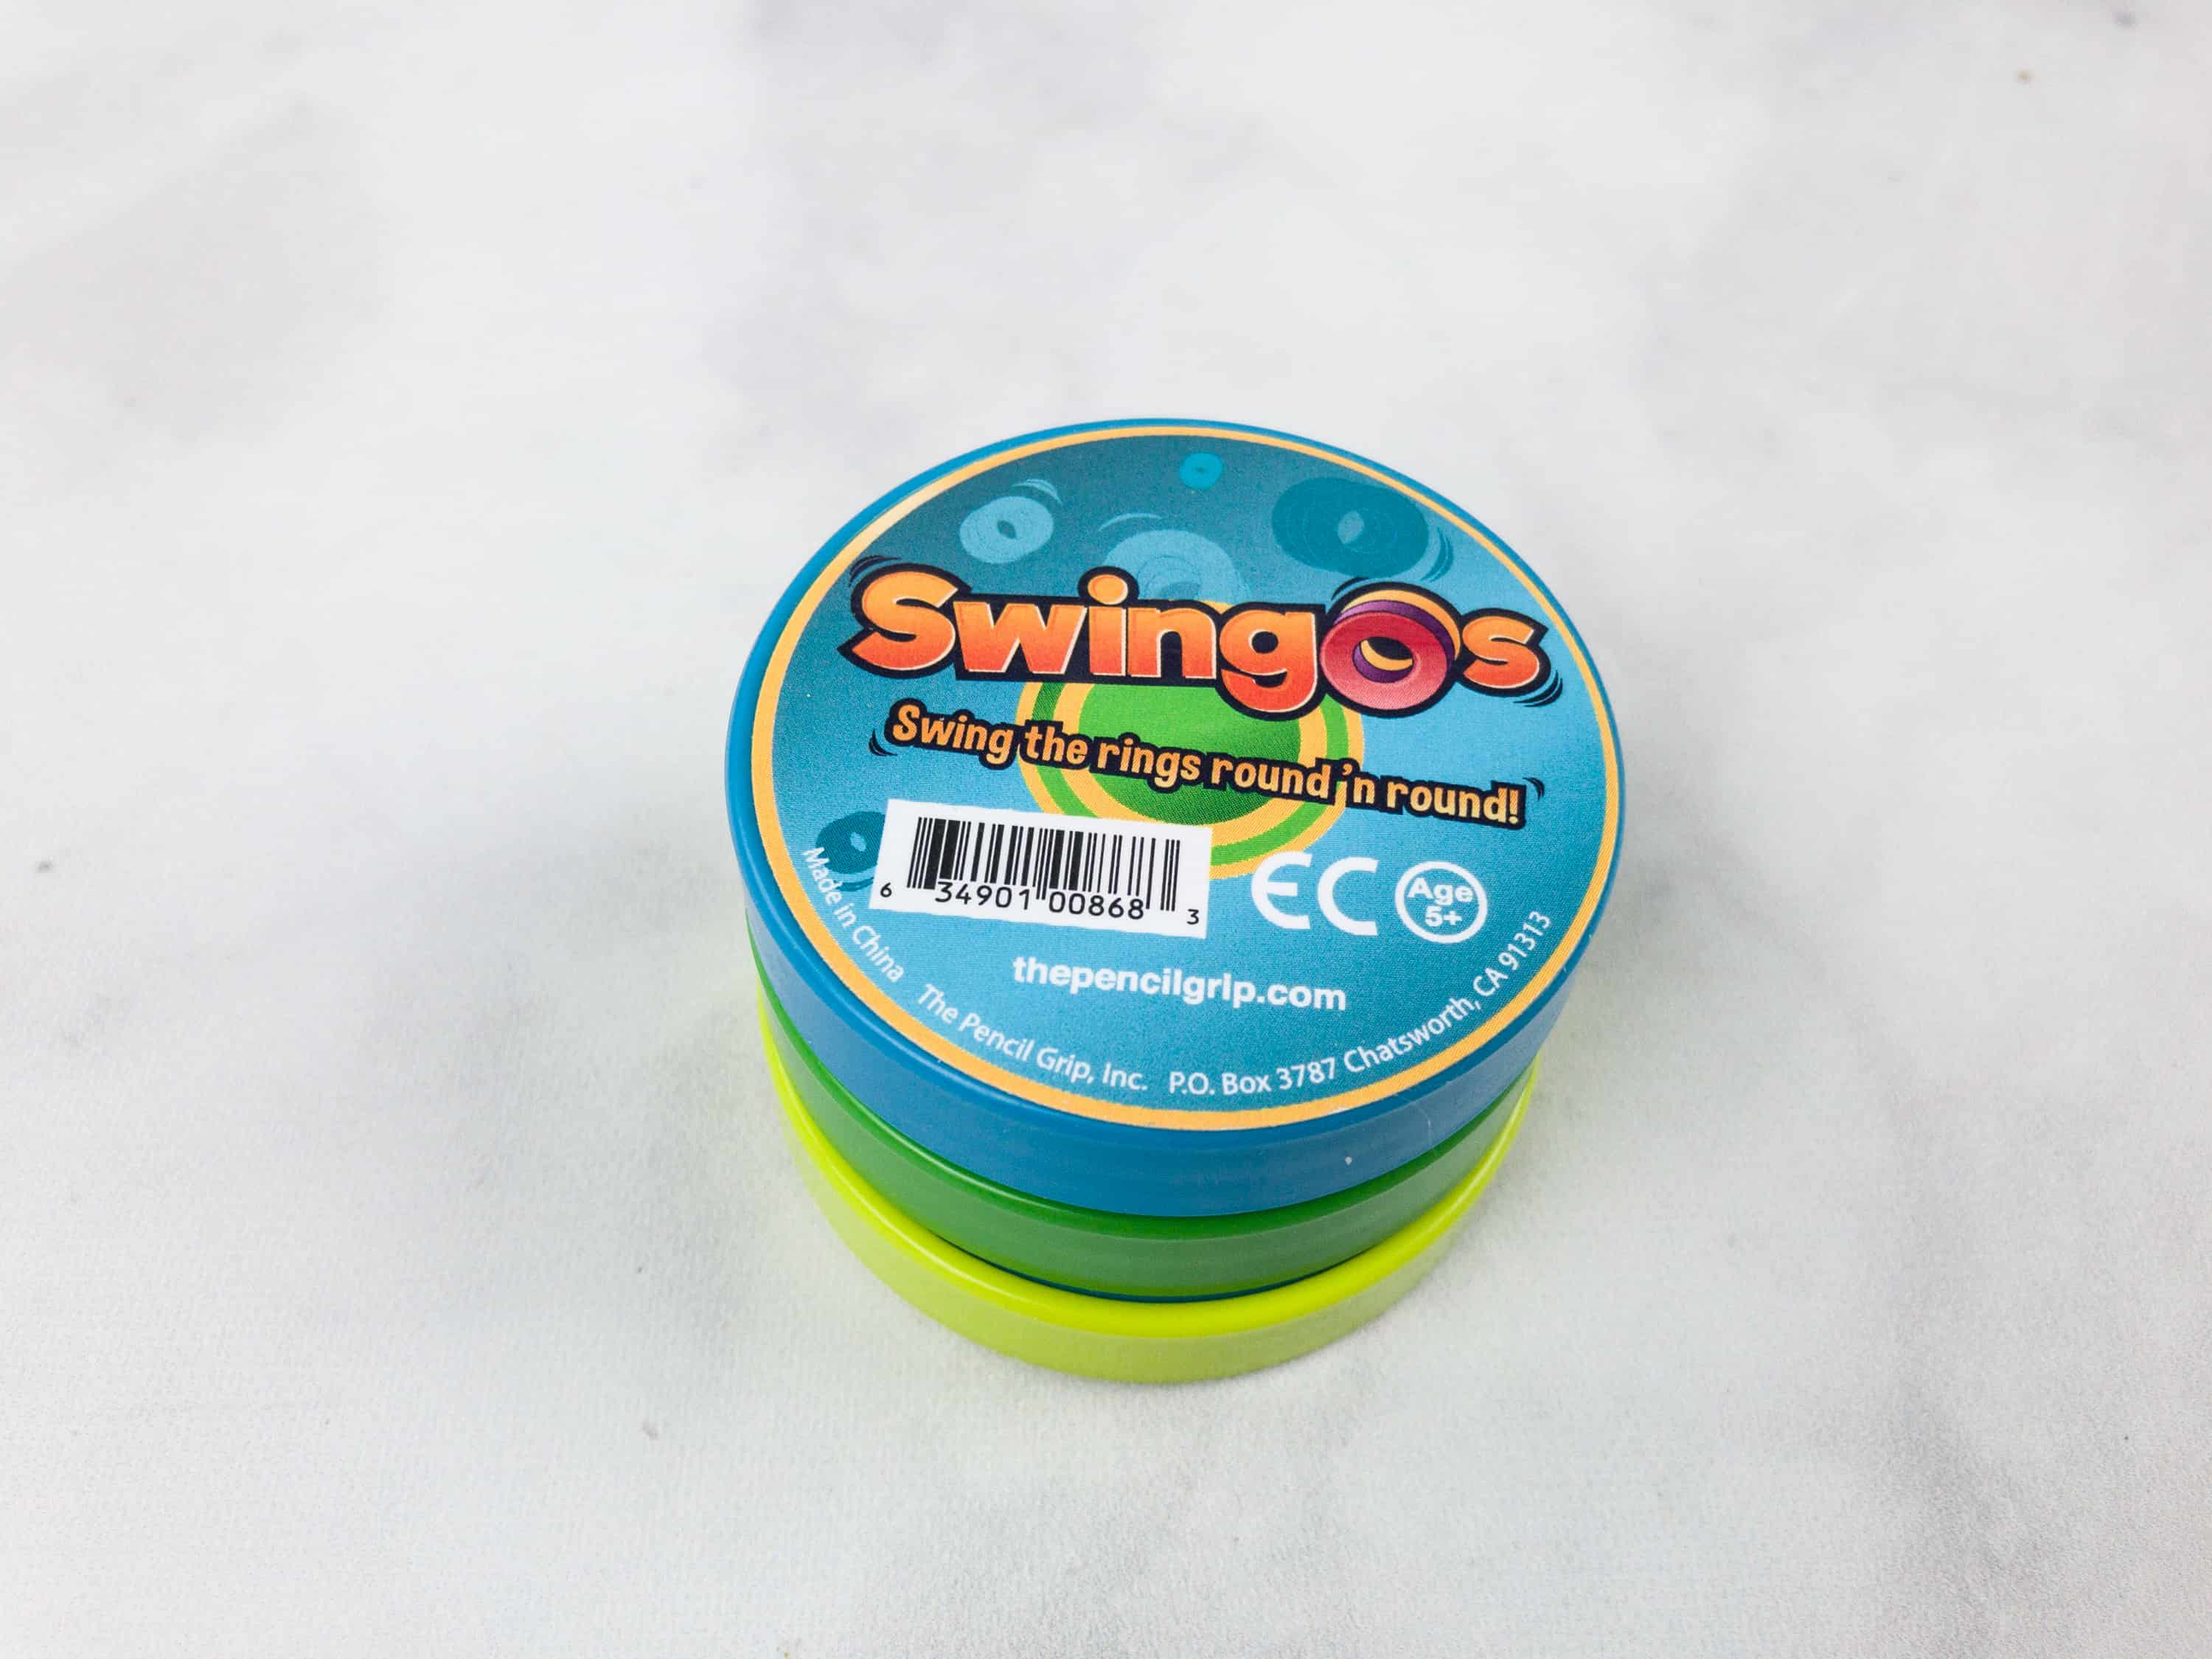 Swingos
Swing the rings round 'n round!
6 34901 00868 3
ЄC
Age
5+
thepencilgrip.com
Made in China The Pencil Grip, Inc. P.O. Box 3787 Chatsworth, CA 91313